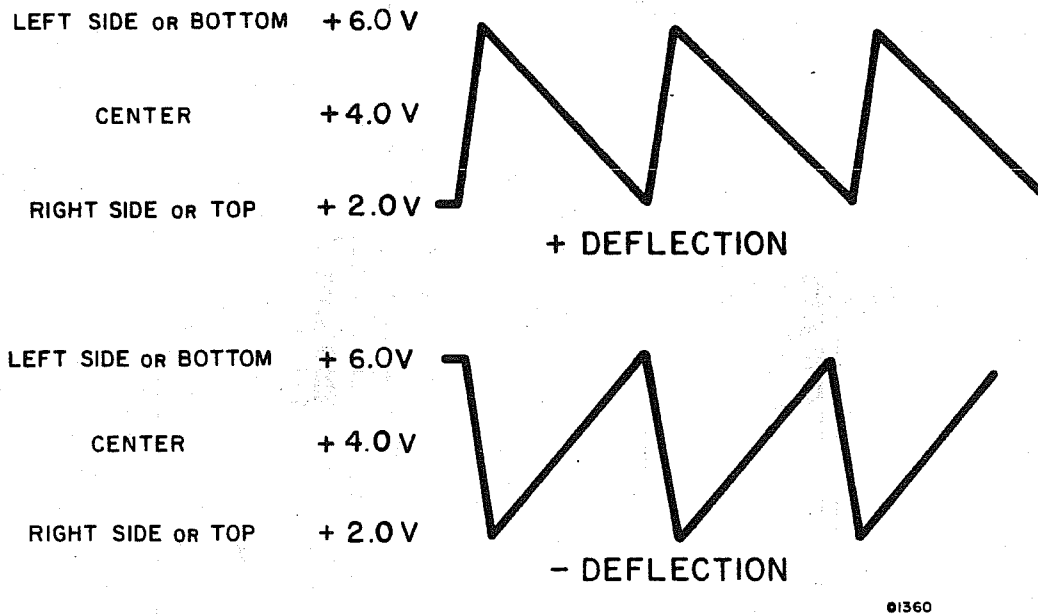 LEFT SIDE OR BOTTOM +6.0 V
CENTER +4.0 V
RIGHT SIDE OR TOP +2.0 V
+ DEFLECTION
LEFT SIDE OR BOTTOM +6.0V
CENTER +4.0 V
RIGHT SIDE OR TOP +2.0 V
- DEFLECTION
01360